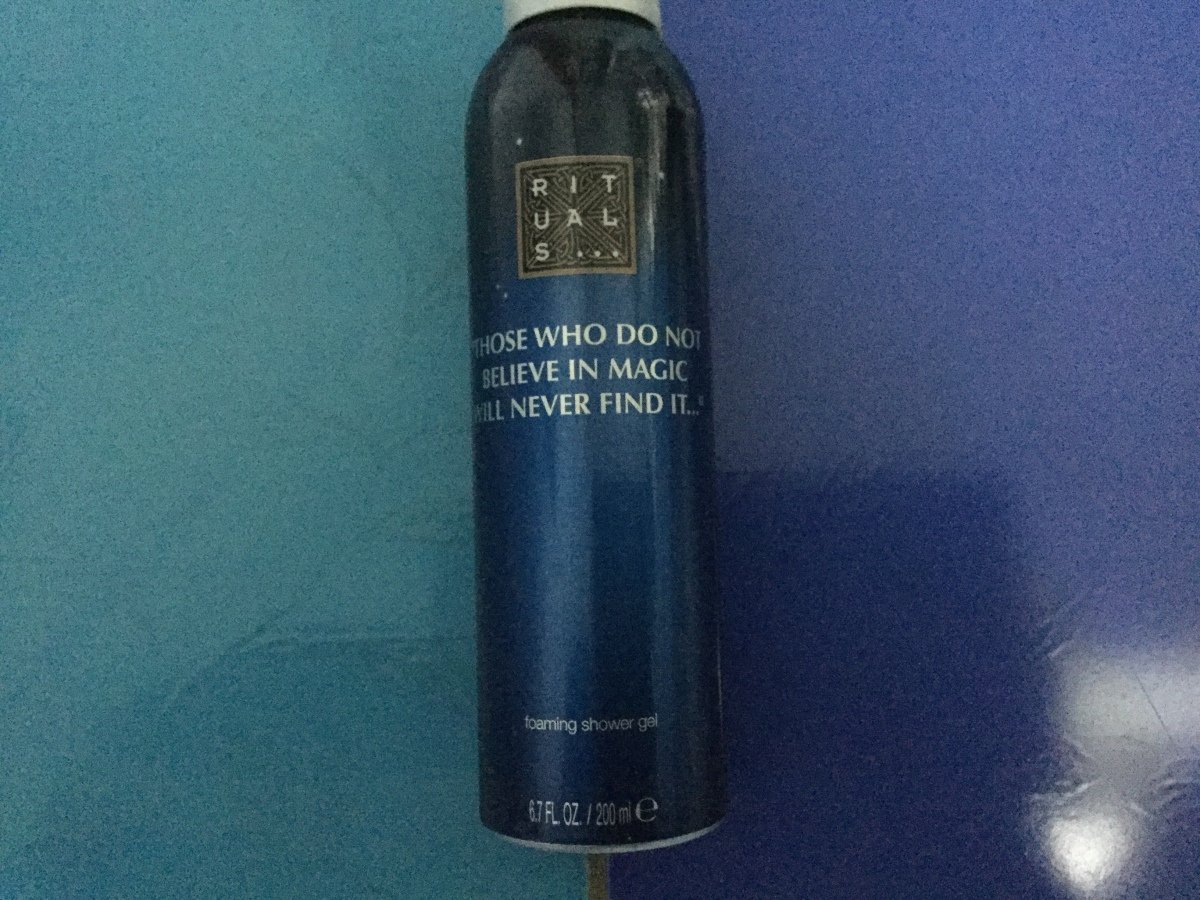 RIT
UAL
S...
"THOSE WHO DO NOT
BELIEVE IN MAGIC
WILL NEVER FIND IT..."
foaming shower gel
6.7 FL. OZ. / 200 ml ℮